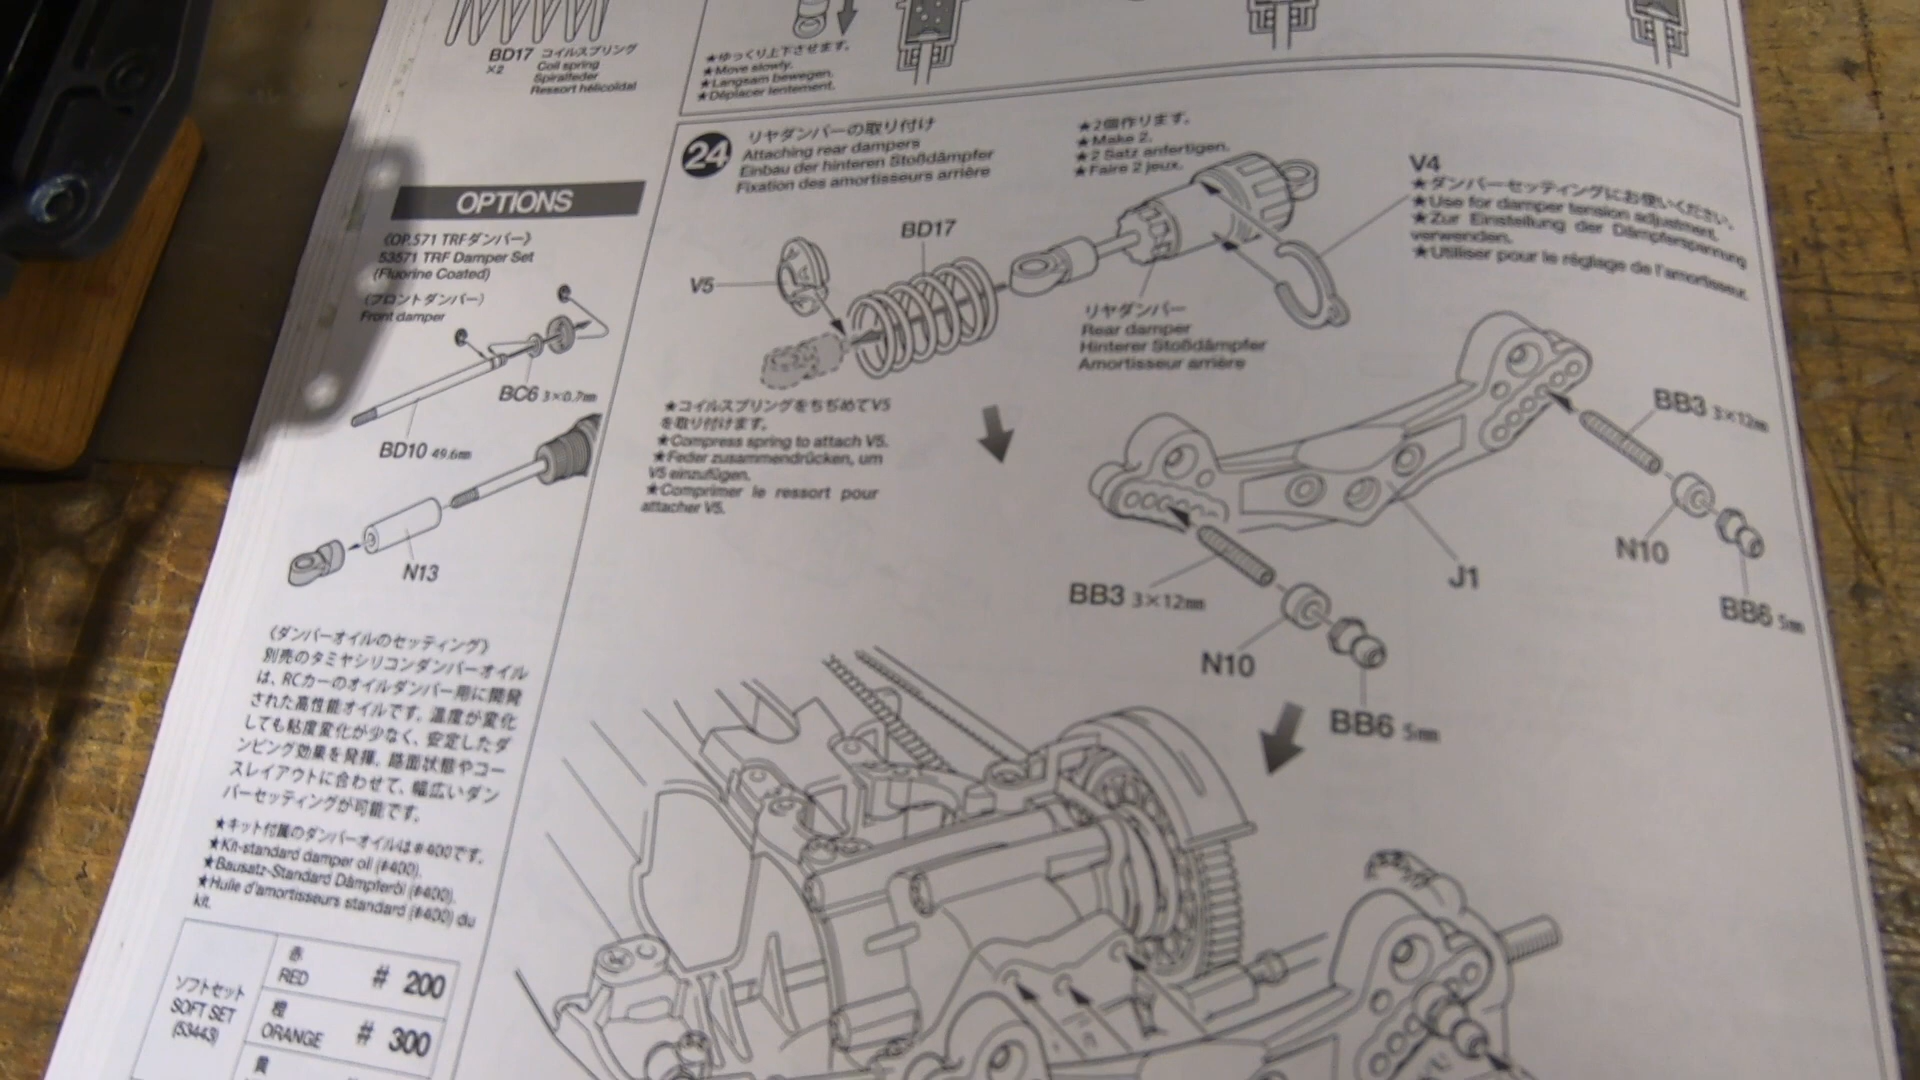 BD17 コイルスプリング
×2 Coil spring
Spiralfeder
Ressort hélicoïdal
★ゆっくり上下させます。
★Move slowly.
★Langsam bewegen.
★Déplacer lentement.
OPTIONS
《OP.571 TRFダンパー》
53571 TRF Damper Set
(Fluorine Coated)
(フロントダンパー)
Front damper
BC6 3×0.7㎜
BD10 49.6㎜
N13
《ダンパーオイルのセッティング》
別売のタミヤシリコンダンパーオイル
は、RCカーのオイルダンパー用に開発
された高性能オイルです。温度が変化
しても粘度変化が少なく、安定したダ
ンピング効果を発揮。路面状態やコー
スレイアウトに合わせて、幅広いダン
パーセッティングが可能です。
★キット付属のダンパーオイルは#400です。
★Kit-standard damper oil (#400).
★Bausatz-Standard Dämpferöl (#400).
★Huile d'amortisseurs standard (#400) du
kit.
ソフトセット
SOFT SET
(53443)
赤
RED # 200
橙
ORANGE # 300
黄
24 リヤダンパーの取り付け
Attaching rear dampers
Einbau der hinteren Stoßdämpfer
Fixation des amortisseurs arrière
★2個作ります。
★Make 2.
★2 Satz anfertigen.
★Faire 2 jeux.
V4
★ダンパーセッティングにお使いください。
★Use for damper tension adjustment.
★Zur Einstellung der Dämpferspannung
verwenden.
★Utiliser pour le réglage de l'amortisseur.
BD17
V5
リヤダンパー
Rear damper
Hinterer Stoßdämpfer
Amortisseur arrière
★コイルスプリングをちぢめてV5
を取り付けます。
★Compress spring to attach V5.
★Feder zusammendrücken, um
V5 einzufügen.
★Comprimer le ressort pour
attacher V5.
BB3 3×12㎜
N10
BB6 5㎜
J1
BB3 3×12㎜
N10
BB6 5㎜